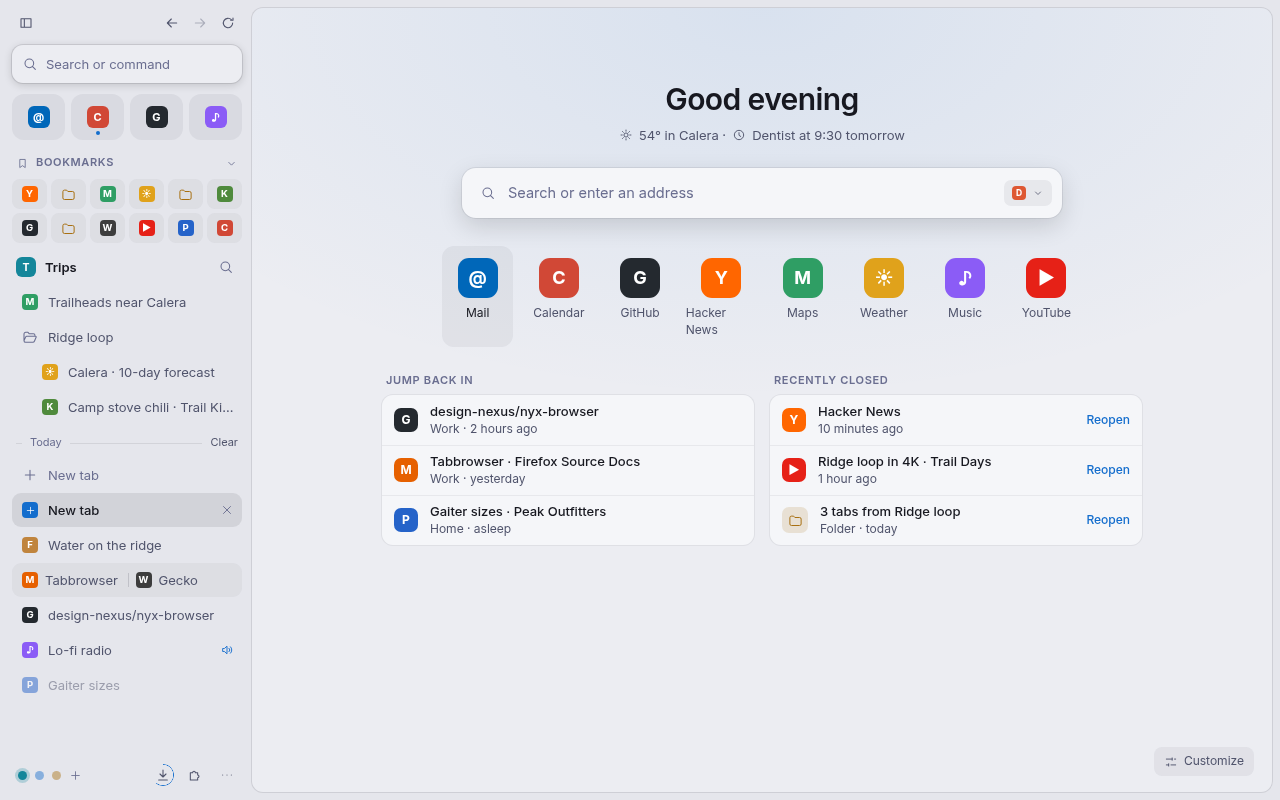 Search or command
@
C
G
BOOKMARKS
Y
M
K
G
W
P
C
T Trips
M Trailheads near Calera
Ridge loop
Calera · 10-day forecast
K Camp stove chili · Trail Ki...
Today
Clear
New tab
New tab
F Water on the ridge
M Tabbrowser
W Gecko
G design-nexus/nyx-browser
Lo-fi radio
P Gaiter sizes
Good evening
54° in Calera ·
Dentist at 9:30 tomorrow
Search or enter an address
D
@
C
G
Y
M
Mail
Calendar
GitHub
Hacker
News
Maps
Weather
Music
YouTube
JUMP BACK IN
G
design-nexus/nyx-browser
Work · 2 hours ago
M
Tabbrowser · Firefox Source Docs
Work · yesterday
P
Gaiter sizes · Peak Outfitters
Home · asleep
RECENTLY CLOSED
Y
Hacker News
10 minutes ago
Reopen
Ridge loop in 4K · Trail Days
1 hour ago
Reopen
3 tabs from Ridge loop
Folder · today
Reopen
Customize